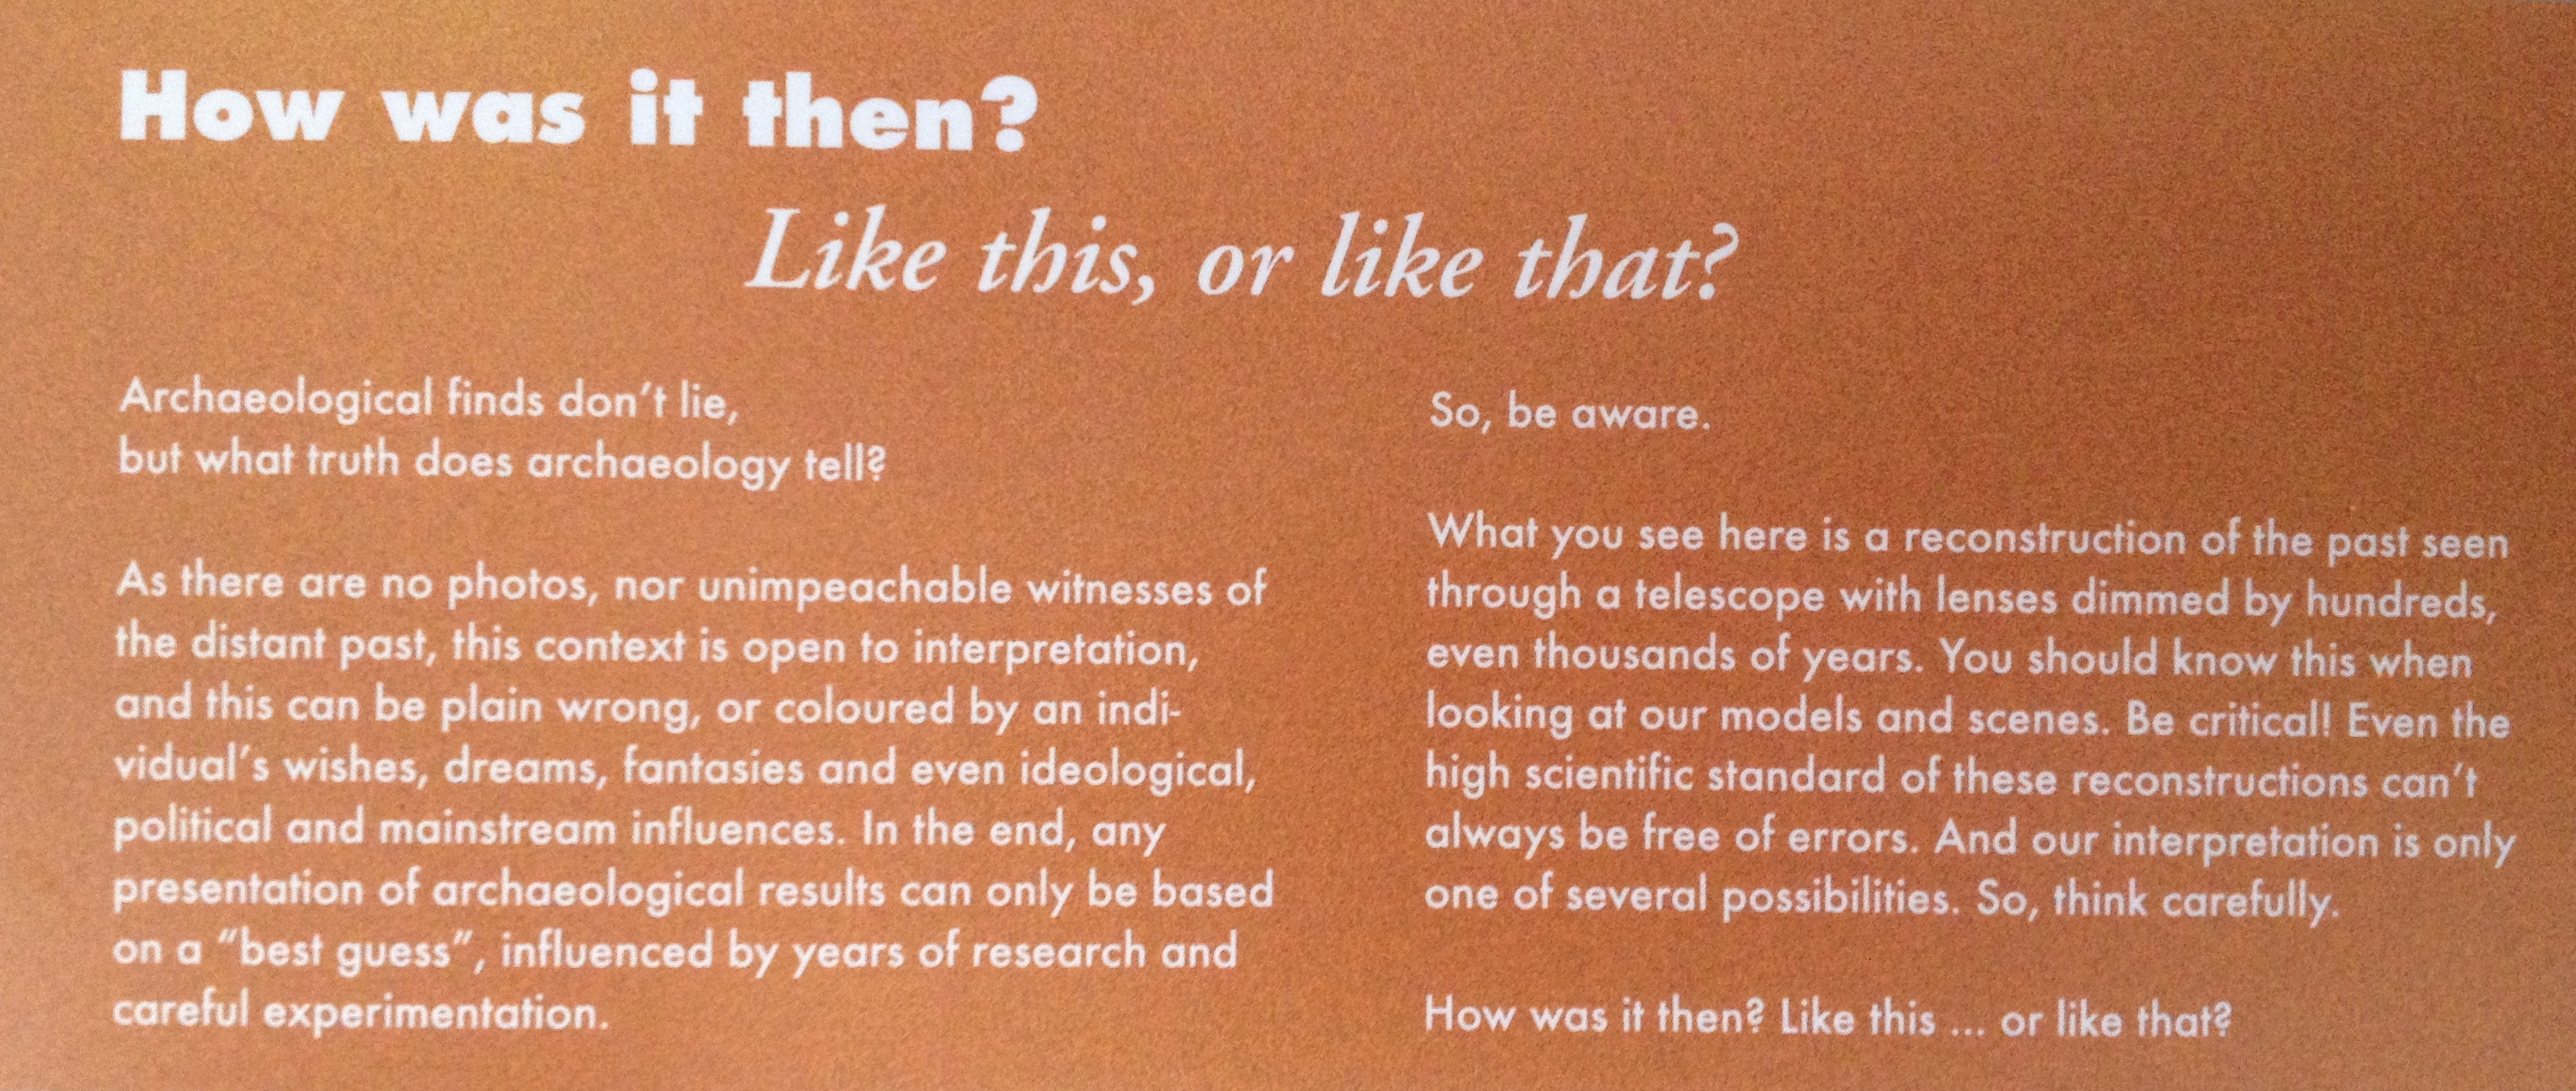 How was it then?
Like this, or like that?
Archaeological finds don't lie,
but what truth does archaeology tell?
As there are no photos, nor unimpeachable witnesses of
the distant past, this context is open to interpretation,
and this can be plain wrong, or coloured by an indi-
vidual's wishes, dreams, fantasies and even ideological,
political and mainstream influences. In the end, any
presentation of archaeological results can only be based
on a "best guess", influenced by years of research and
careful experimentation.
So, be aware.
What you see here is a reconstruction of the past seen
through a telescope with lenses dimmed by hundreds,
even thousands of years. You should know this when
looking at our models and scenes. Be critical! Even the
high scientific standard of these reconstructions can't
always be free of errors. And our interpretation is only
one of several possibilities. So, think carefully.
How was it then? Like this ... or like that?